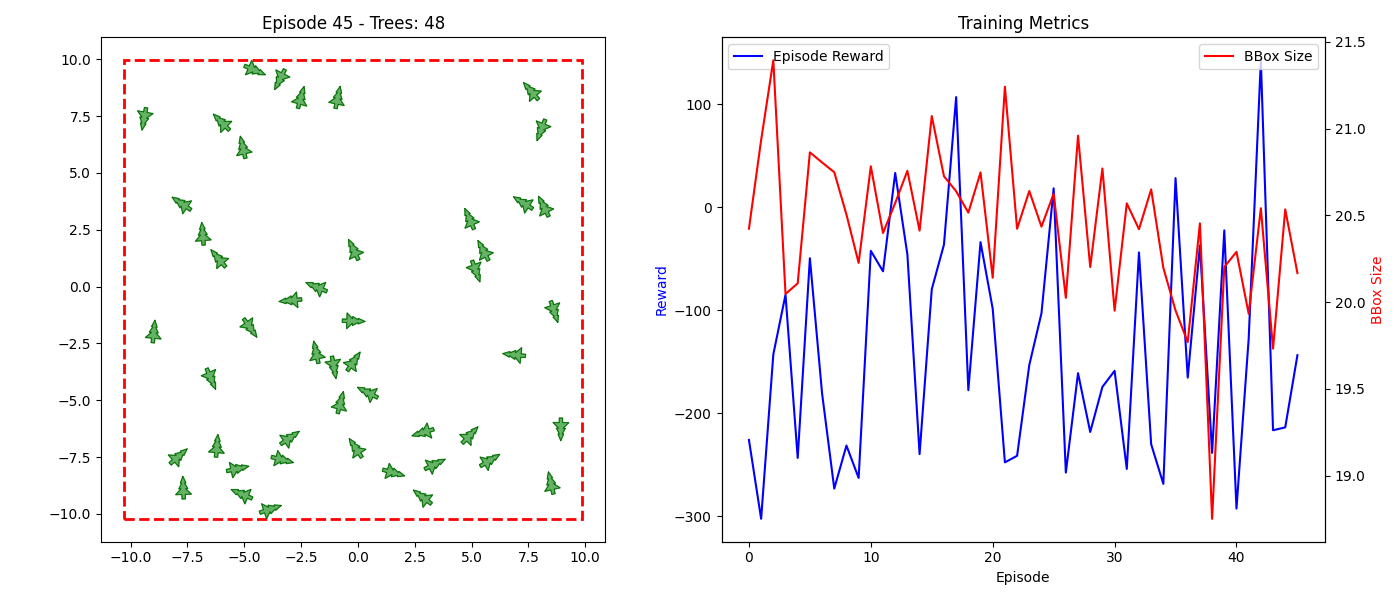 Episode 45 - Trees: 48
10.0
7.5
5.0
2.5
0.0
−2.5
−5.0
−7.5
−10.0
−10.0 −7.5 −5.0 −2.5 0.0 2.5 5.0 7.5 10.0
Training Metrics
Episode Reward
BBox Size
Reward
100
0
−100
−200
−300
0 10 20 30 40
Episode
21.5
21.0
20.5
20.0
19.5
19.0
BBox Size